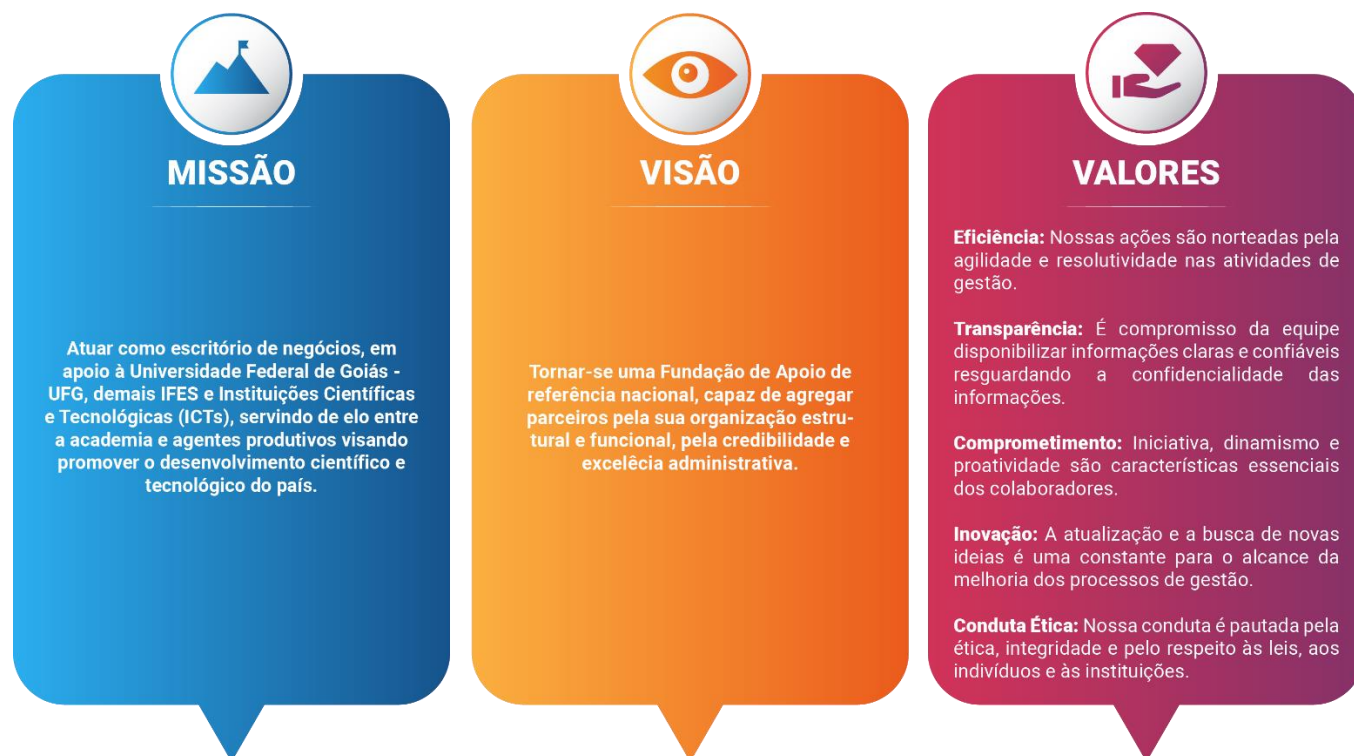 MISSÃO
Atuar como escritório de negócios, em
apoio à Universidade Federal de Goiás -
UFG, demais IFES e Instituições Científicas
e Tecnológicas (ICTs), servindo de elo entre
a academia e agentes produtivos visando
promover o desenvolvimento científico e
tecnológico do país.
VISÃO
Tornar-se uma Fundação de Apoio de
referência nacional, capaz de agregar
parceiros pela sua organização estru-
tural e funcional, pela credibilidade e
excelêcia administrativa.
VALORES
Eficiência: Nossas ações são norteadas pela
agilidade e resolutividade nas atividades de
gestão.
Transparência: É compromisso da equipe
disponibilizar informações claras e confiáveis
resguardando a confidencialidade das
informações.
Comprometimento: Iniciativa, dinamismo e
proatividade são características essenciais
dos colaboradores.
Inovação: A atualização e a busca de novas
ideias é uma constante para o alcance da
melhoria dos processos de gestão.
Conduta Ética: Nossa conduta é pautada pela
ética, integridade e pelo respeito às leis, aos
indivíduos e às instituições.